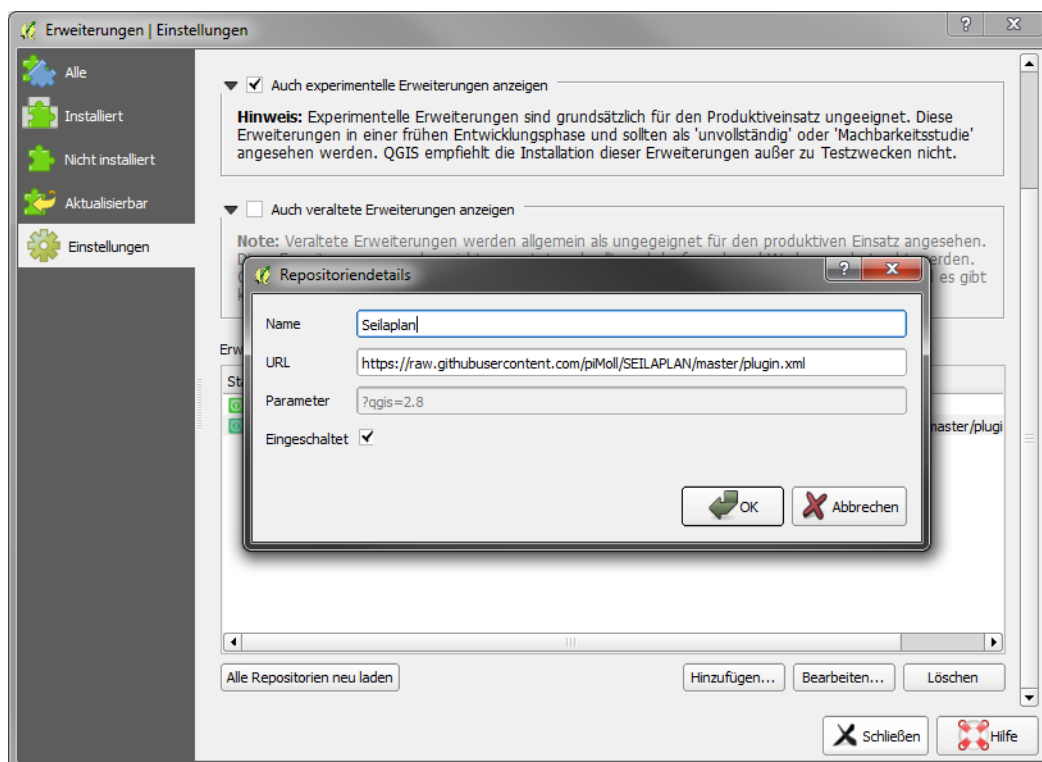 Erweiterungen | Einstellungen
Alle
Installiert
Nicht installiert
Aktualisierbar
Einstellungen
Auch experimentelle Erweiterungen anzeigen
Hinweis: Experimentelle Erweiterungen sind grundsätzlich für den Produktiveinsatz ungeeignet. Diese
Erweiterungen in einer frühen Entwicklungsphase und sollten als 'unvollständig' oder 'Machbarkeitsstudie'
angesehen werden. QGIS empfiehlt die Installation dieser Erweiterungen außer zu Testzwecken nicht.
Auch veraltete Erweiterungen anzeigen
Note: Veraltete Erweiterungen werden allgemein als ungegeignet für den produktiven Einsatz angesehen.
es gibt
Repositoriendetails
Name
Seilaplan
URL
https://raw.githubusercontent.com/piMoll/SEILAPLAN/master/plugin.xml
Parameter
?qgis=2.8
Eingeschaltet
OK
Abbrechen
Erw
master/plugi
Alle Repositorien neu laden
Hinzufügen...
Bearbeiten...
Löschen
Schließen
Hilfe